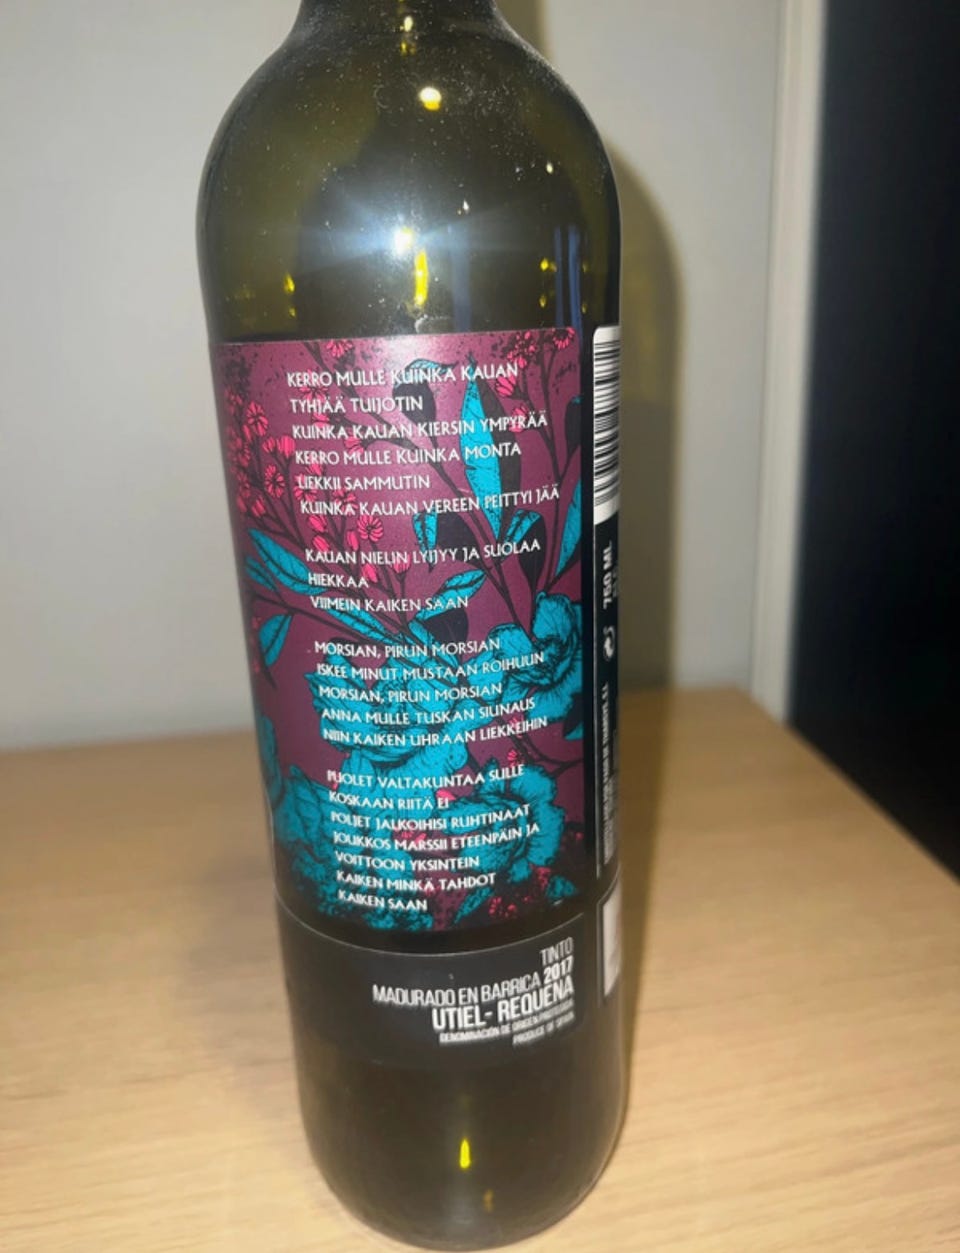 KERRO MULLE KUINKA KAUAN
TYHJÄÄ TUIJOTIN
KUINKA KAUAN KIERSIN YMPYRÄÄ
KERRO MULLE KUINKA MONTA
LIEKKII SAMMUTIN
KUINKA KAUAN VEREEN PEITTYI JÄÄ
KAUAN NIELIN LYIJYY JA SUOLAA
HIEKKAA
VIIMEIN KAIKEN SAAN
MORSIAN, PIRUN MORSIAN
ISKEE MINUT MUSTAAN ROIHUUN
MORSIAN, PIRUN MORSIAN
ANNA MULLE TUSKAN SIUNAUS
NIIN KAIKEN UHRAAN LIEKKEIHIN
PUOLET VALTAKUNTAA SULLE
KOSKAAN RIITÄ EI
POLJET JALKOIHISI RUHTINAAT
JOUKKOS MARSSII ETEENPÄIN JA
VOITTOON YKSINTEIN
KAIKEN MINKÄ TAHDOT
KAIKEN SAAN
TINTO
MADURADO EN BARRICA 2017
UTIEL- REQUENA
DENOMINACIÓN DE ORIGEN PROTEGIDA
PRODUCE OF SPAIN
750 ML